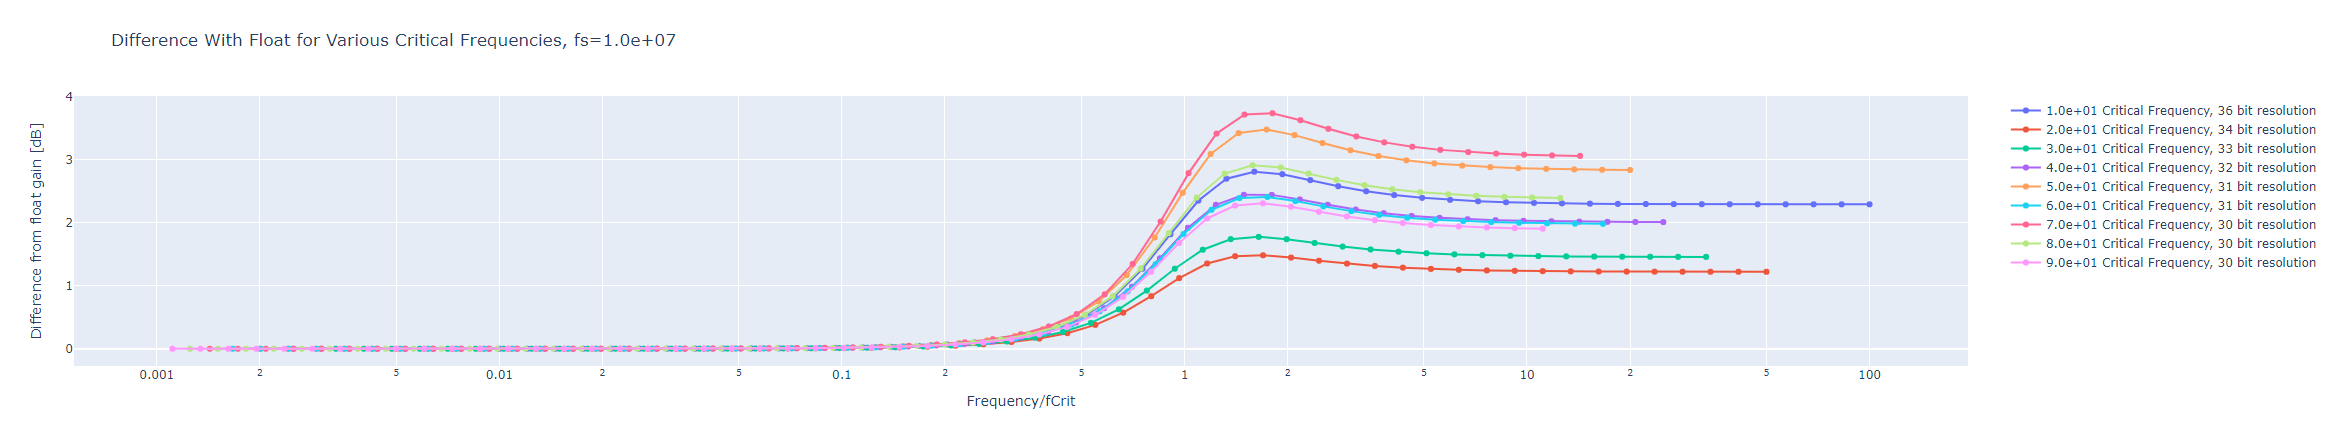 Difference With Float for Various Critical Frequencies, fs=1.0e+07
Difference from float gain [dB]
4
3
2
1
0
0.001 2 5 0.01 2 5 0.1 2 5 1 2 5 10 2 5 100
Frequency/fCrit
1.0e+01 Critical Frequency, 36 bit resolution
2.0e+01 Critical Frequency, 34 bit resolution
3.0e+01 Critical Frequency, 33 bit resolution
4.0e+01 Critical Frequency, 32 bit resolution
5.0e+01 Critical Frequency, 31 bit resolution
6.0e+01 Critical Frequency, 31 bit resolution
7.0e+01 Critical Frequency, 30 bit resolution
8.0e+01 Critical Frequency, 30 bit resolution
9.0e+01 Critical Frequency, 30 bit resolution